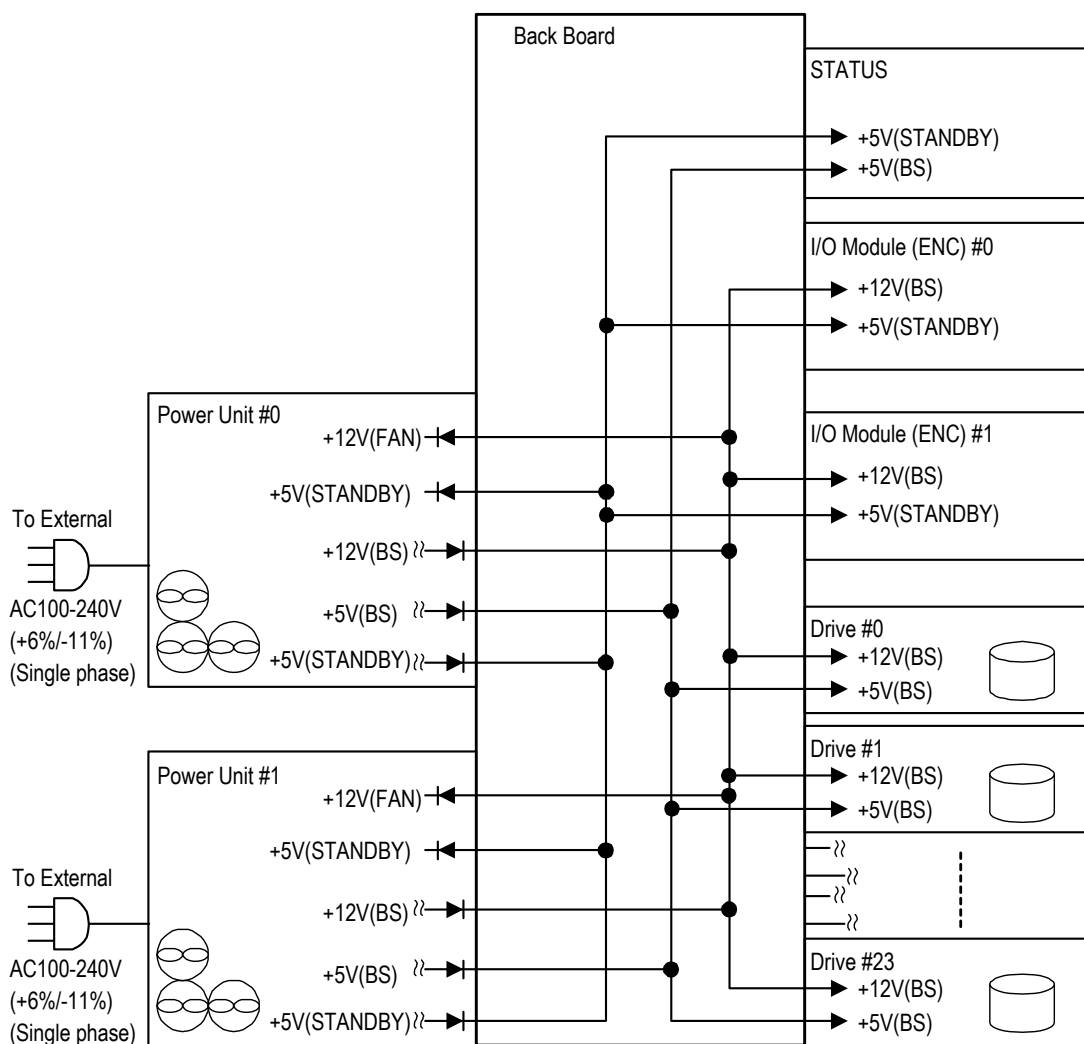 Back Board
STATUS
+5V(STANDBY)
+5V(BS)
I/O Module (ENC) #0
+12V(BS)
+5V(STANDBY)
I/O Module (ENC) #1
+12V(BS)
+5V(STANDBY)
Power Unit #0
+12V(FAN)
+5V(STANDBY)
+12V(BS)
+5V(BS)
+5V(STANDBY)
To External
AC100-240V
(+6%/-11%)
(Single phase)
Drive #0
+12V(BS)
+5V(BS)
Drive #1
+12V(BS)
+5V(BS)
Power Unit #1
+12V(FAN)
+5V(STANDBY)
+12V(BS)
+5V(BS)
+5V(STANDBY)
To External
AC100-240V
(+6%/-11%)
(Single phase)
Drive #23
+12V(BS)
+5V(BS)